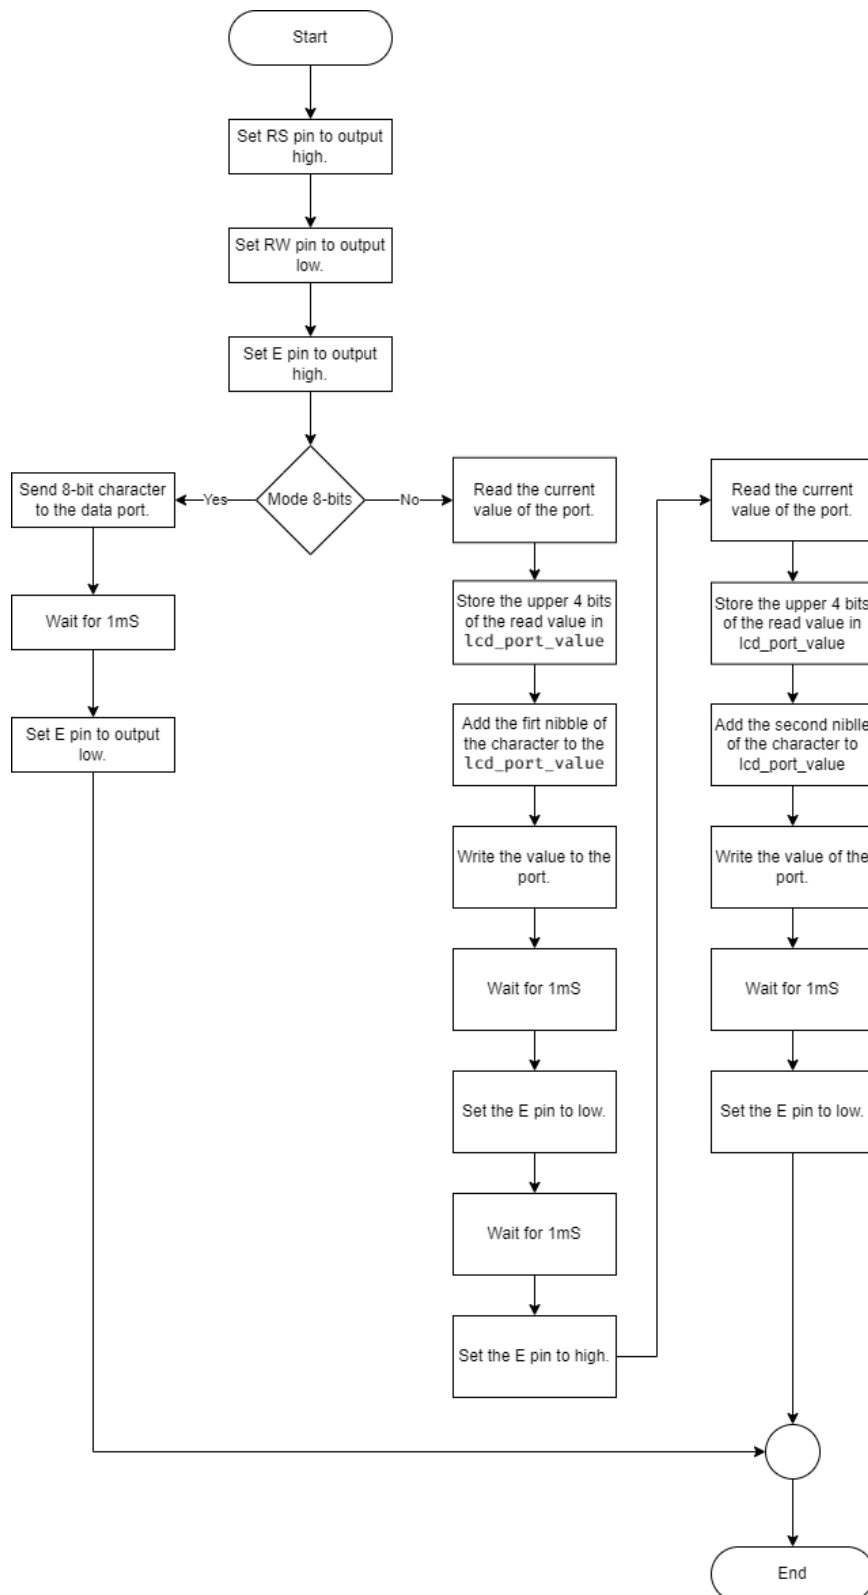 Start
Set RS pin to output
high.
Set RW pin to output
low.
Set E pin to output
high.
Mode 8-bits
Yes
No
Send 8-bit character
to the data port.
Wait for 1mS
Set E pin to output
low.
Read the current
value of the port.
Store the upper 4 bits
of the read value in
lcd_port_value
Add the firt nibble of
the character to the
lcd_port_value
Write the value to the
port.
Wait for 1mS
Set the E pin to low.
Wait for 1mS
Set the E pin to high.
Read the current
value of the port.
Store the upper 4 bits
of the read value in
lcd_port_value
Add the second niblle
of the character to
lcd_port_value
Write the value of the
port.
Wait for 1mS
Set the E pin to low.
End